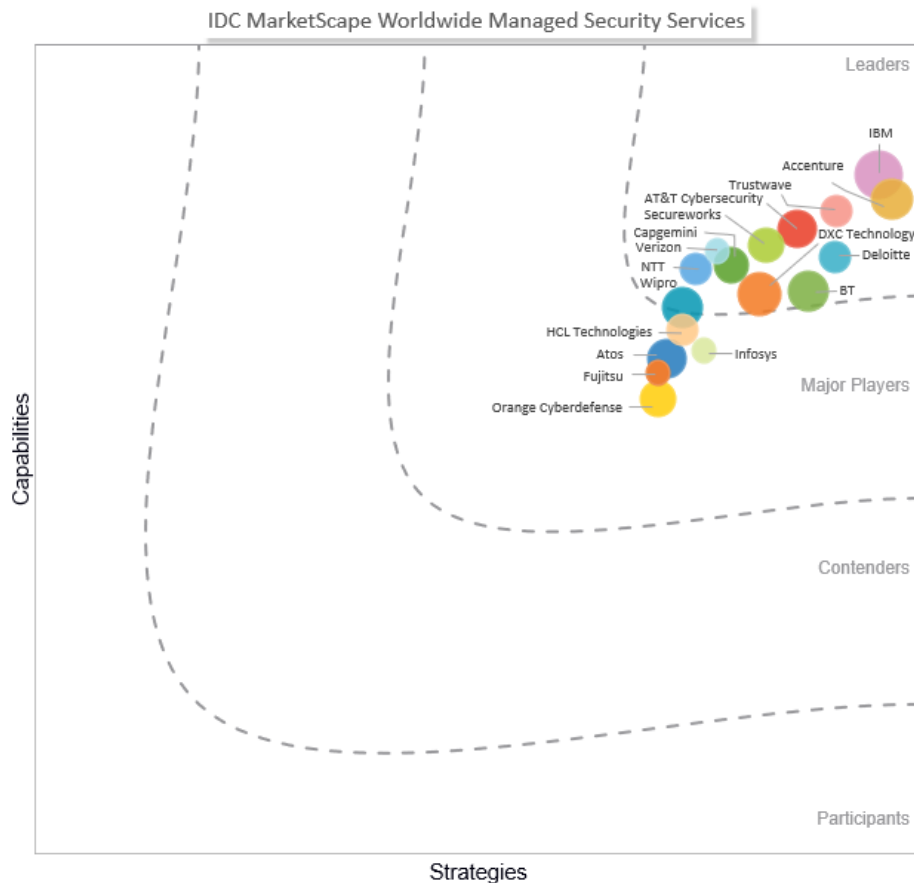 IDC MarketScape Worldwide Managed Security Services
Leaders
IBM
Accenture
Trustwave
AT&T Cybersecurity
Secureworks
Capgemini
DXC Technology
Verizon
Deloitte
NTT
Wipro
BT
HCL Technologies
Atos
Infosys
Fujitsu
Major Players
Orange Cyberdefense
Capabilities
Contenders
Participants
Strategies